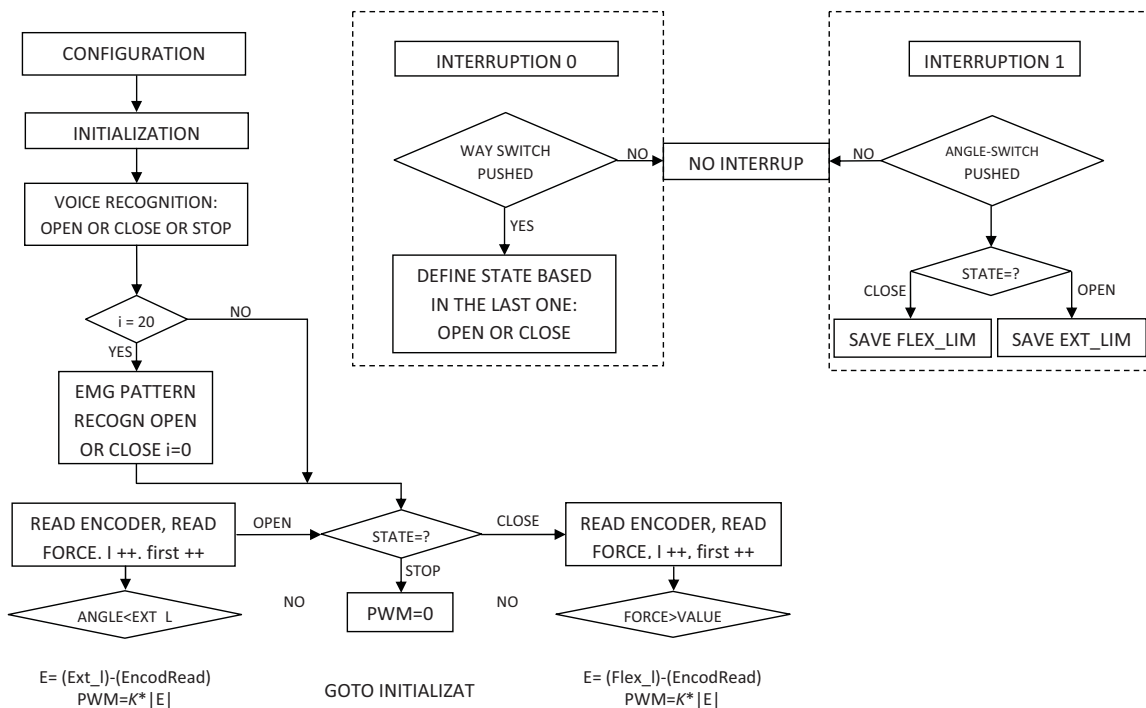 CONFIGURATION
INITIALIZATION
VOICE RECOGNITION:
OPEN OR CLOSE OR STOP
i = 20
NO
YES
EMG PATTERN
RECOGN OPEN
OR CLOSE i=0
INTERRUPTION 0
WAY SWITCH
PUSHED
NO
YES
DEFINE STATE BASED
IN THE LAST ONE:
OPEN OR CLOSE
NO INTERRUP
INTERRUPTION 1
ANGLE-SWITCH
PUSHED
NO
STATE=?
CLOSE
OPEN
SAVE FLEX_LIM
SAVE EXT_LIM
READ ENCODER, READ
FORCE, I ++, first ++
OPEN
STATE=?
CLOSE
STOP
READ ENCODER, READ
FORCE, I ++, first ++
ANGLE<EXT_L
NO
PWM=0
NO
FORCE>VALUE
E= (Ext_l)-(EncodRead)
PWM=K*|E|
GOTO INITIALIZAT
E= (Flex_l)-(EncodRead)
PWM=K*|E|